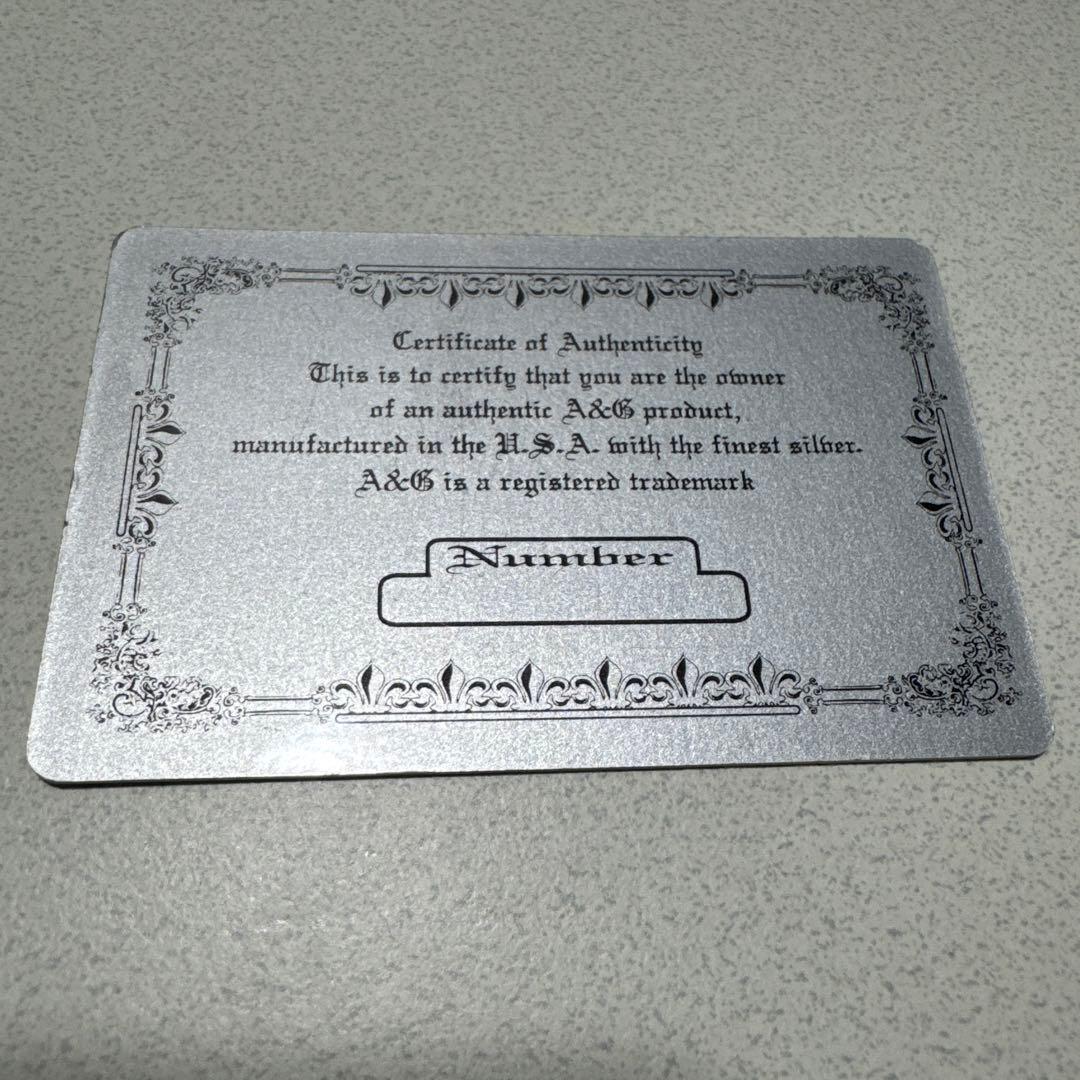 Certificate of Authenticity
This is to certify that you are the owner
of an authentic A&G product,
manufactured in the U.S.A. with the finest silver.
A&G is a registered trademark
Number